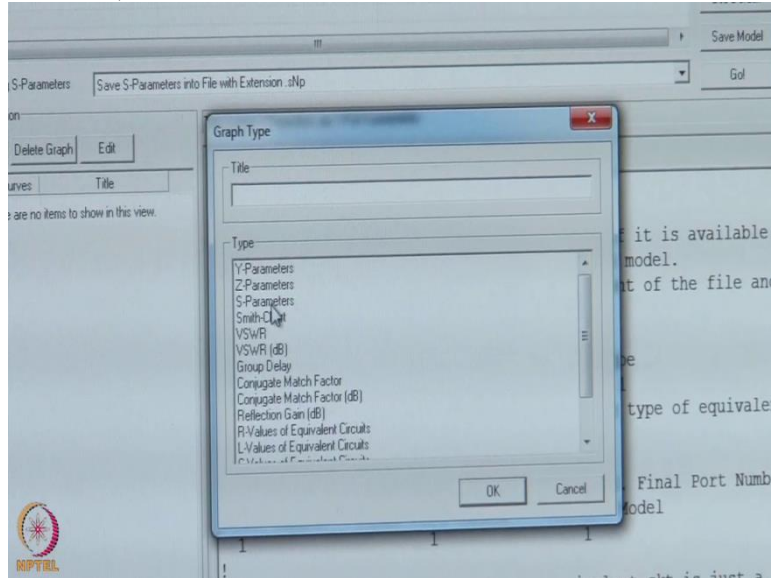 Save Model
S-Parameters
Save S-Parameters into File with Extension .sNp
Go!
Delete Graph
Edit
Title
e are no items to show in this view.
Graph Type
Title
Type
Y-Parameters
Z-Parameters
S-Parameters
Smith-Chart
VSWR
VSWR (dB)
Group Delay
Conjugate Match Factor
Conjugate Match Factor (dB)
Reflection Gain (dB)
R-Values of Equivalent Circuits
L-Values of Equivalent Circuits
OK
Cancel
it is available
model.
of the file and
type of equivale
Final Port Numb
Model
1 1 1
NPTEL